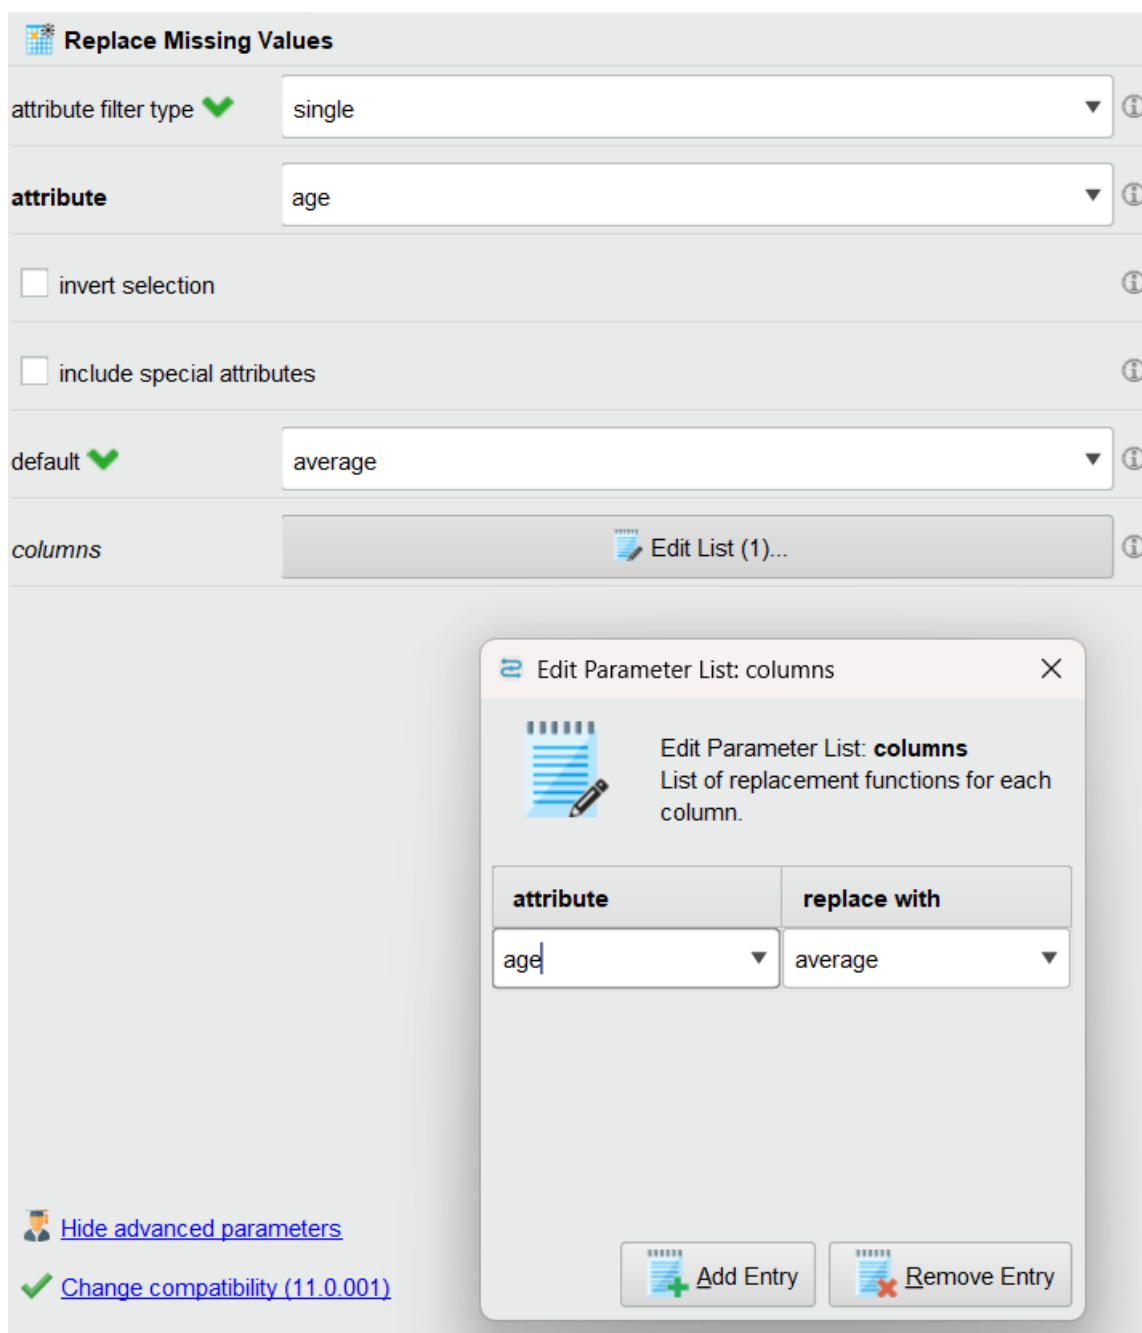 Replace Missing Values
attribute filter type
single
attribute
age
invert selection
include special attributes
default
average
columns
Edit List (1)...
Edit Parameter List: columns
Edit Parameter List: columns
List of replacement functions for each
column.
attribute
replace with
age
average
Hide advanced parameters
Change compatibility (11.0.001)
Add Entry
Remove Entry